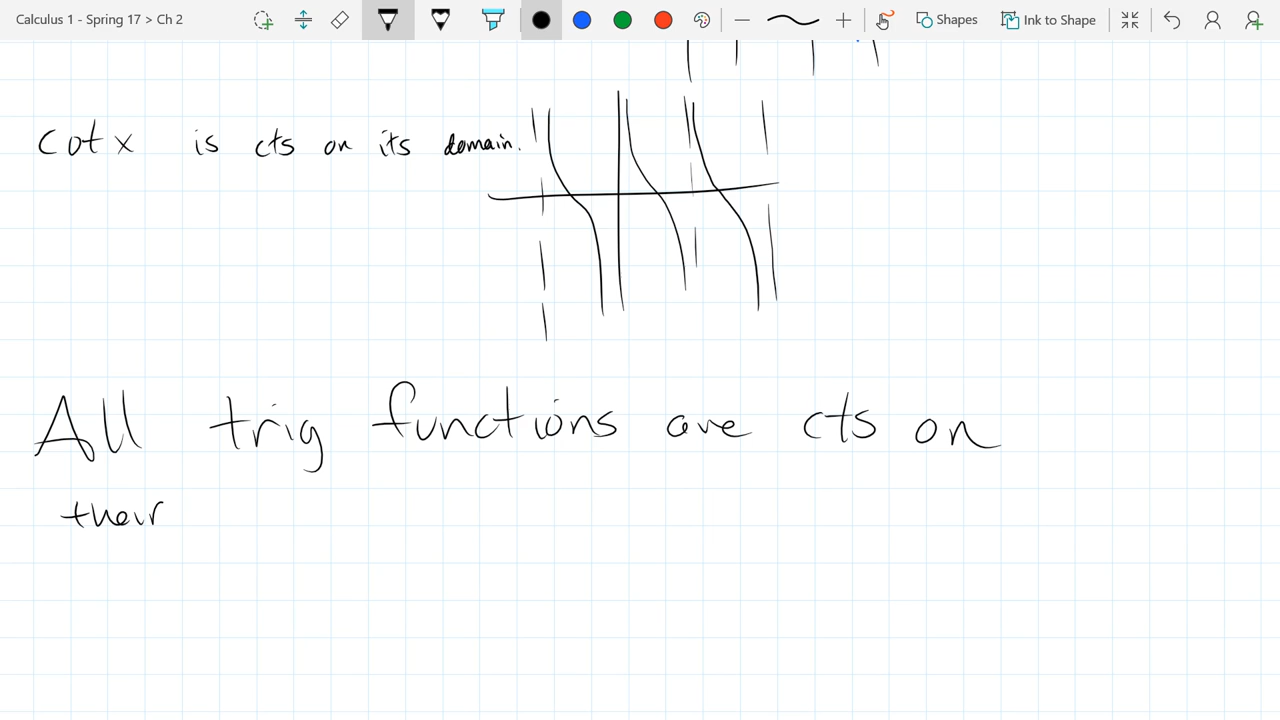 Calculus 1 - Spring 17 > Ch 2
Shapes
Ink to Shape
cotx is cts on its domain.
All trig functions are cts on
their